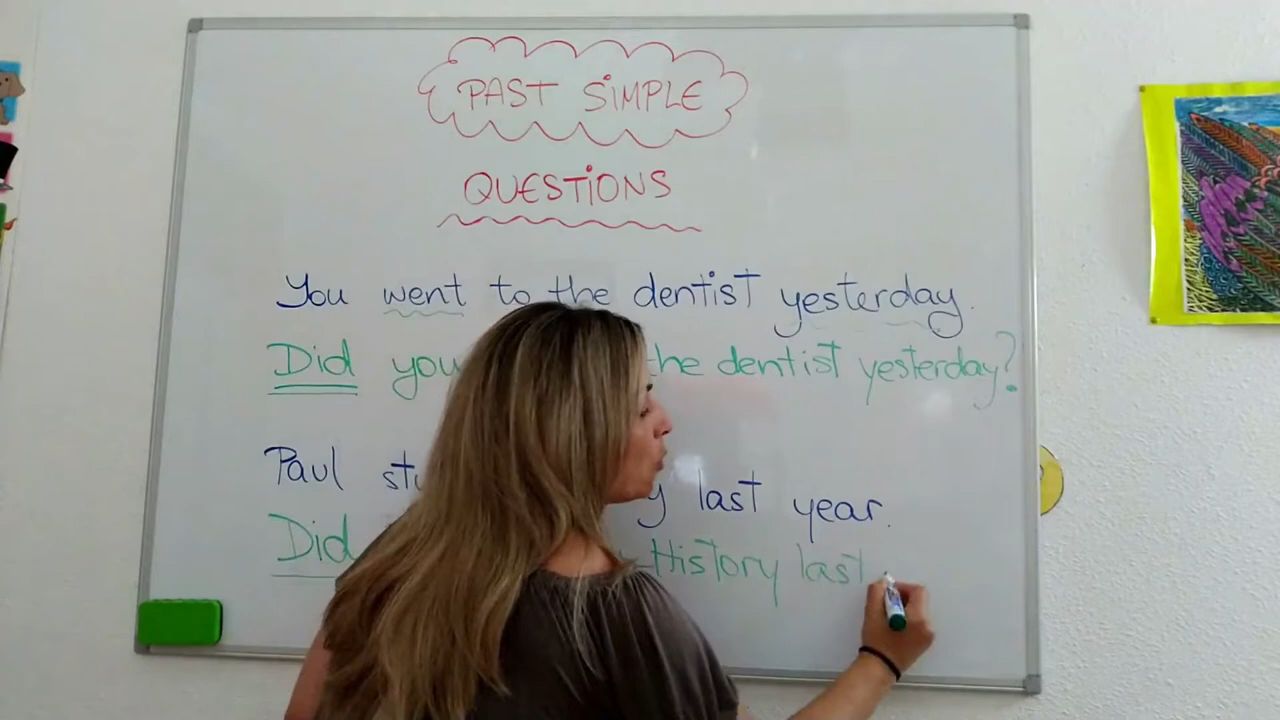 PAST SIMPLE
QUESTIONS
You went to the dentist yesterday.
Did you the dentist yesterday?
Paul last year.
Did History last